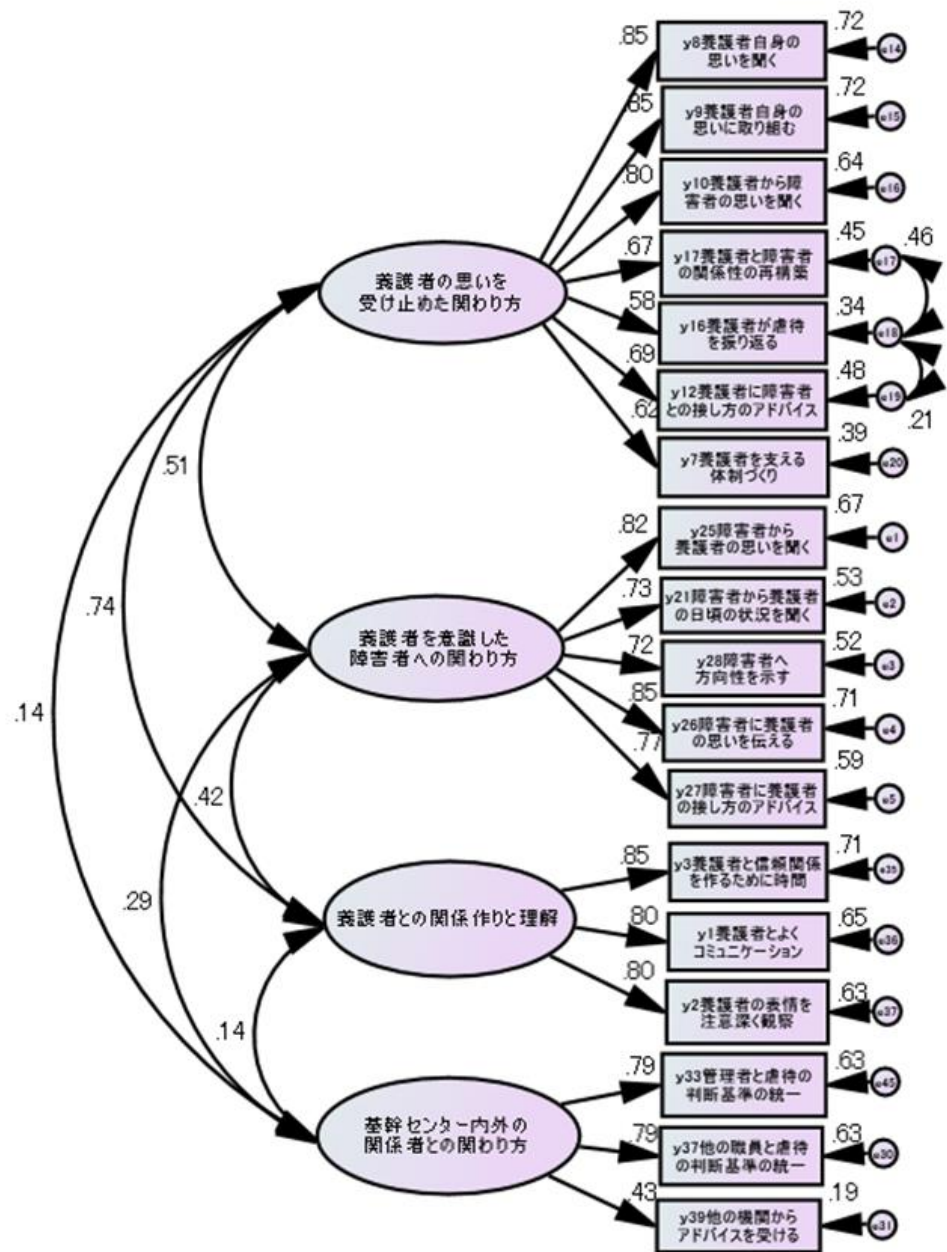 .85
y8養護者自身の
思いを聞く
.72
e14
.85
y9養護者自身の
思いに取り組む
.72
e15
.80
y10養護者から障
害者の思いを聞く
.64
e16
.67
y17養護者と障害者
の関係性の再構築
.45
e17
.46
養護者の思いを
受け止めた関わり方
.58
y16養護者が虐待
を振り返る
.34
e18
.69
y12養護者に障害者
との接し方のアドバイス
.48
e19
.21
.62
y7養護者を支える
体制づくり
.39
e20
.51
.82
y25障害者から
養護者の思いを聞く
.67
e1
.73
y21障害者から養護者
の日頃の状況を聞く
.53
e2
.74
養護者を意識した
障害者への関わり方
.72
y28障害者へ
方向性を示す
.52
e3
.85
y26障害者に養護者
の思いを伝える
.71
e4
.14
.77
y27障害者に養護者
の接し方のアドバイス
.59
e5
.42
.85
y3養護者と信頼関係
を作るために時間
.71
e35
.29
養護者との関係作りと理解
.80
y1養護者とよく
コミュニケーション
.65
e36
.80
y2養護者の表情を
注意深く観察
.63
e37
.14
.79
y33管理者と虐待の
判断基準の統一
.63
e45
基幹センター内外の
関係者との関わり方
.79
y37他の職員と虐待
の判断基準の統一
.63
e30
.43
y39他の機関から
アドバイスを受ける
.19
e31